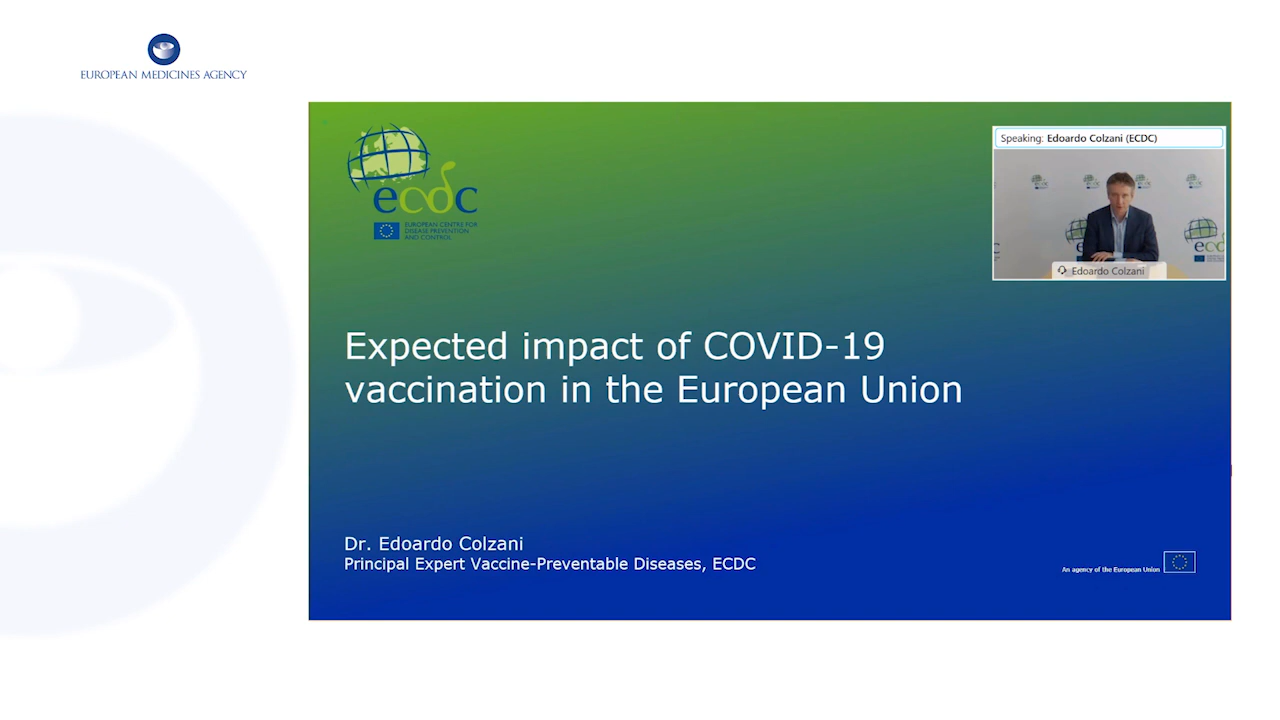 EUROPEAN MEDICINES AGENCY
ecdc
EUROPEAN CENTRE FOR
DISEASE PREVENTION
AND CONTROL
Speaking: Edoardo Colzani (ECDC)
Edoardo Colzani
Expected impact of COVID-19
vaccination in the European Union
Dr. Edoardo Colzani
Principal Expert Vaccine-Preventable Diseases, ECDC
An agency of the European Union